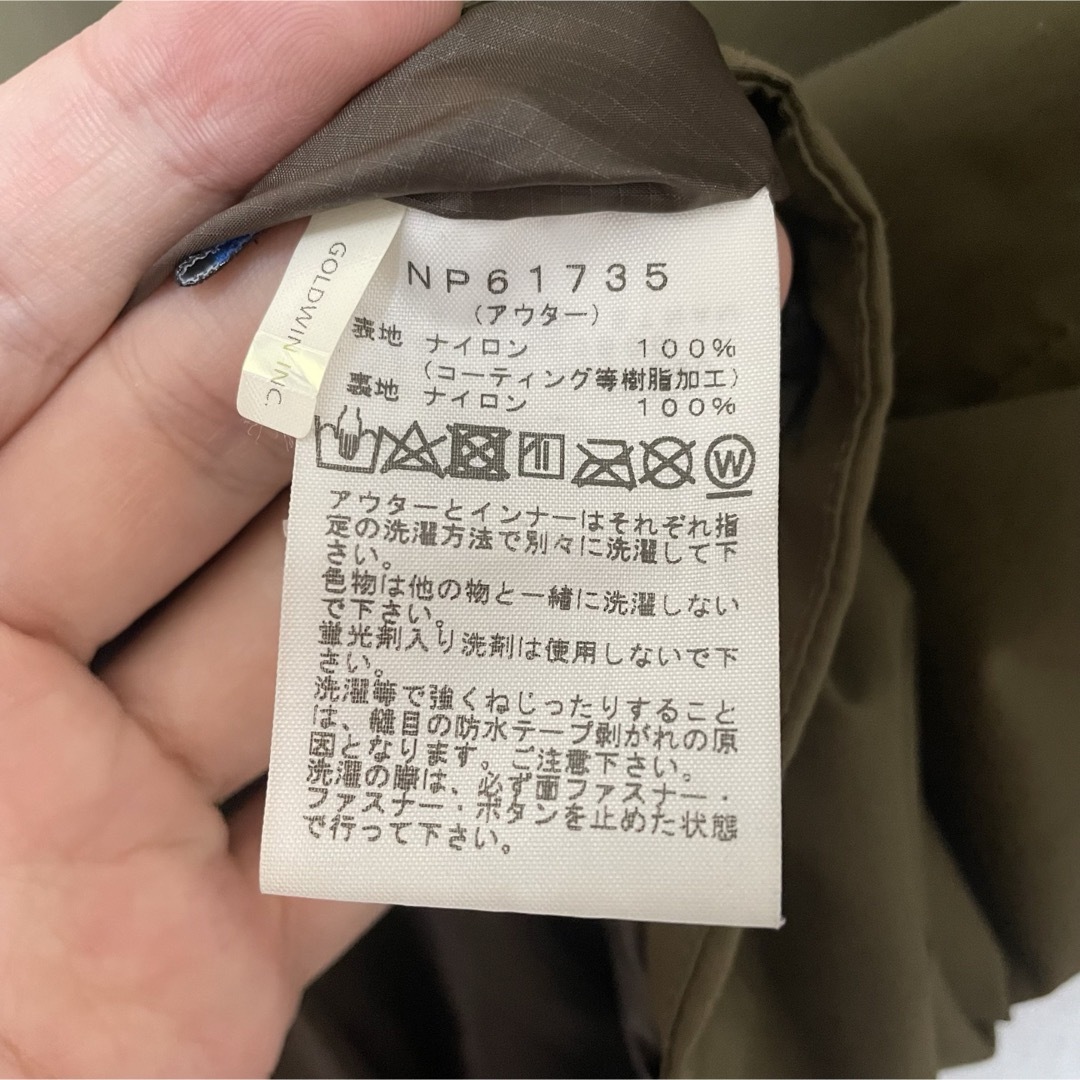 GOLDWIN INC.
NP61735
(アウター)
表地 ナイロン 100%
(コーティング等樹脂加工)
裏地 ナイロン 100%
W
アウターとインナーはそれぞれ指
定の洗濯方法で別々に洗濯して下
さい。
色物は他の物と一緒に洗濯しない
で下さい。
蛍光剤入り洗剤は使用しないで下
さい。
洗濯等で強くねじったりすること
は、縫目の防水テープ剥がれの原
因となります。ご注意下さい。
洗濯の際は、必ず面ファスナー・
ファスナー・ボタンを止めた状態
で行って下さい。